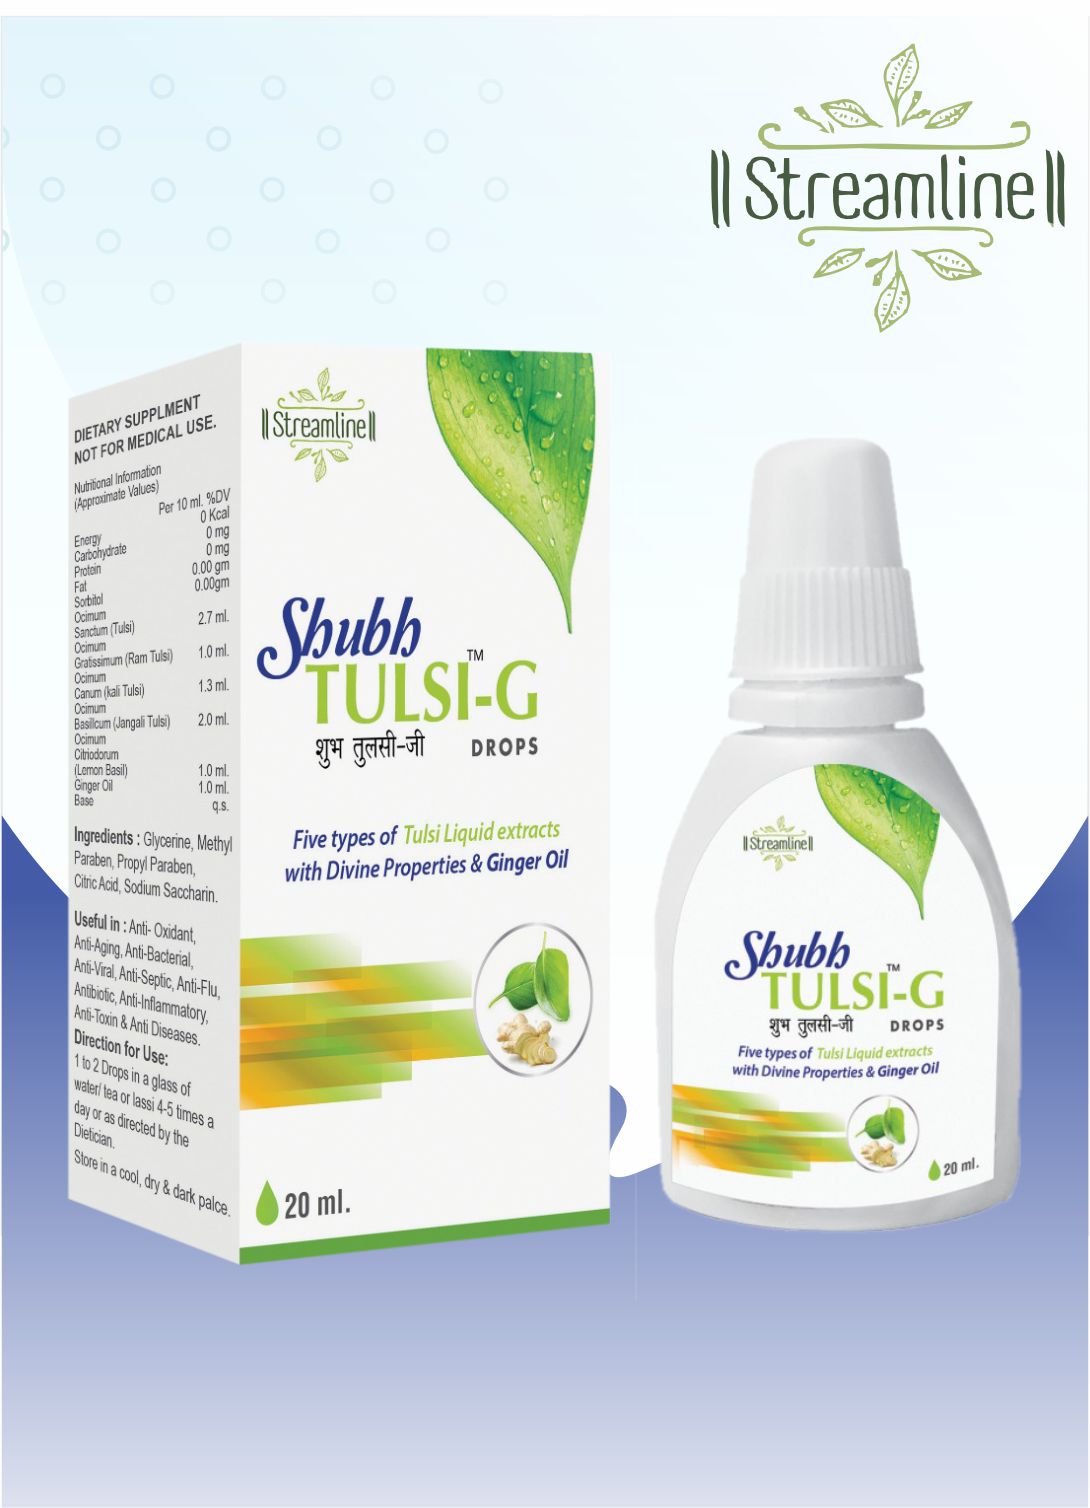 ||Streamline||
DIETARY SUPPLMENT
NOT FOR MEDICAL USE.
Nutritional Information
(Approximate Values)
Per 10 ml. %DV
Energy 0 Kcal
Carbohydrate 0 mg
Protein 0 mg
Fat 0.00 gm
Sorbitol 0.00gm
Ocimum
Sanctum (Tulsi) 2.7 ml.
Ocimum
Gratissimum (Ram Tulsi) 1.0 ml.
Ocimum
Canum (kali Tulsi) 1.3 ml.
Ocimum
Basillcum (Jangali Tulsi) 2.0 ml.
Ocimum
Citriodorum
(Lemon Basil) 1.0 ml.
Ginger Oil 1.0 ml.
Base q.s.
Ingredients : Glycerine, Methyl
Paraben, Propyl Paraben,
Citric Acid, Sodium Saccharin.
Useful in : Anti- Oxidant,
Anti-Aging, Anti-Bacterial,
Anti-Viral, Anti-Septic, Anti-Flu,
Antibiotic, Anti-Inflammatory,
Anti-Toxin & Anti Diseases.
Direction for Use:
1 to 2 Drops in a glass of
water/ tea or lassi 4-5 times a
day or as directed by the
Dietician.
Store in a cool, dry & dark palce.
||Streamline||
Shubh
TULSI-G™
शुभ तुलसी-जी DROPS
Five types of Tulsi Liquid extracts
with Divine Properties & Ginger Oil
20 ml.
||Streamline||
Shubh
TULSI-G™
शुभ तुलसी-जी DROPS
Five types of Tulsi Liquid extracts
with Divine Properties & Ginger Oil
20 ml.